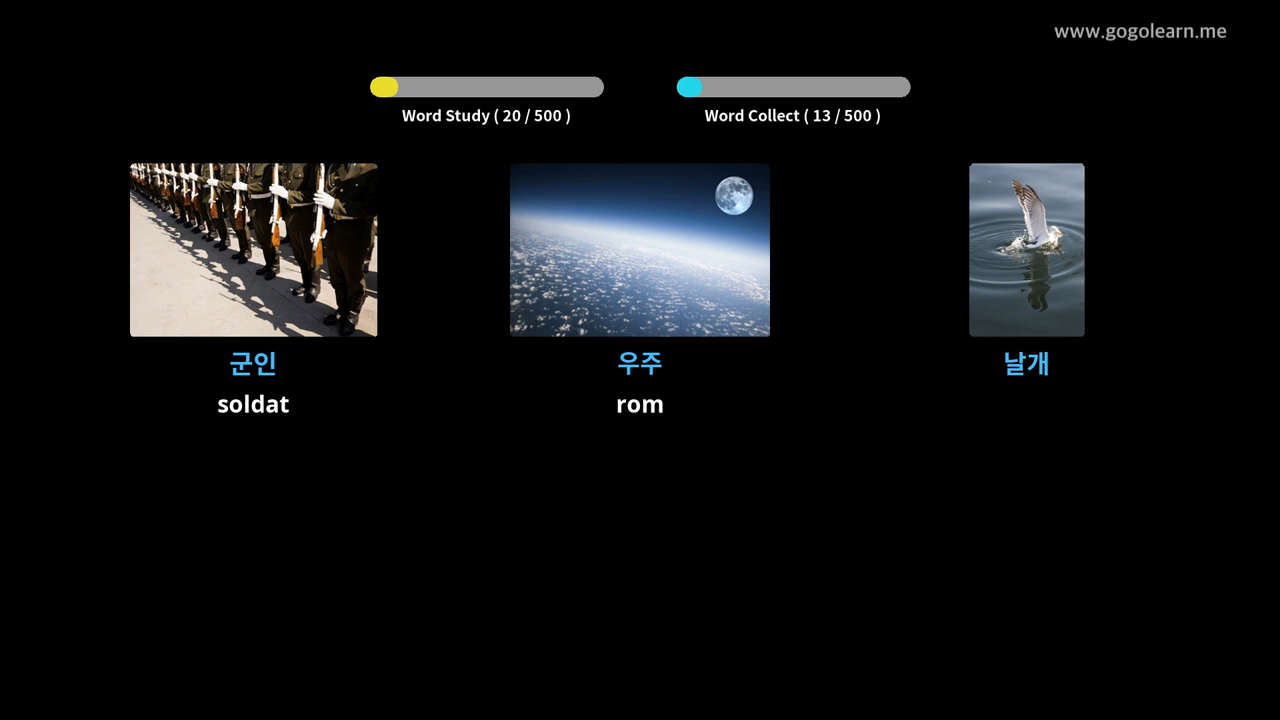 www.gogolearn.me
Word Study ( 20 / 500 )
Word Collect ( 13 / 500 )
군인
우주
날개
soldat
rom